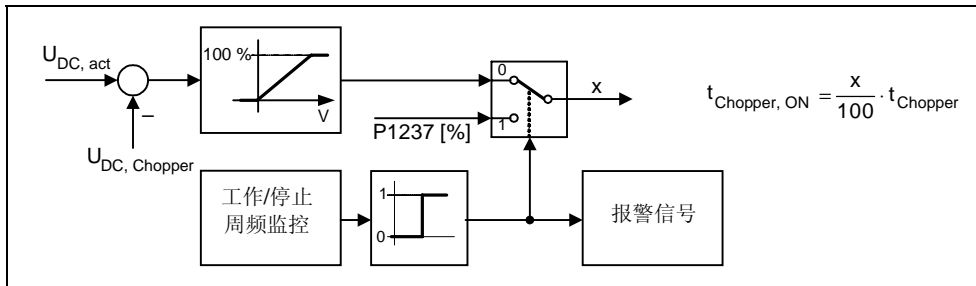 U_DC, act
100 %
V
–
U_DC, Chopper
0
x
P1237 [%]
1
t_Chopper, ON = x/100 · t_Chopper
工作/停止
周频监控
1
0
报警信号